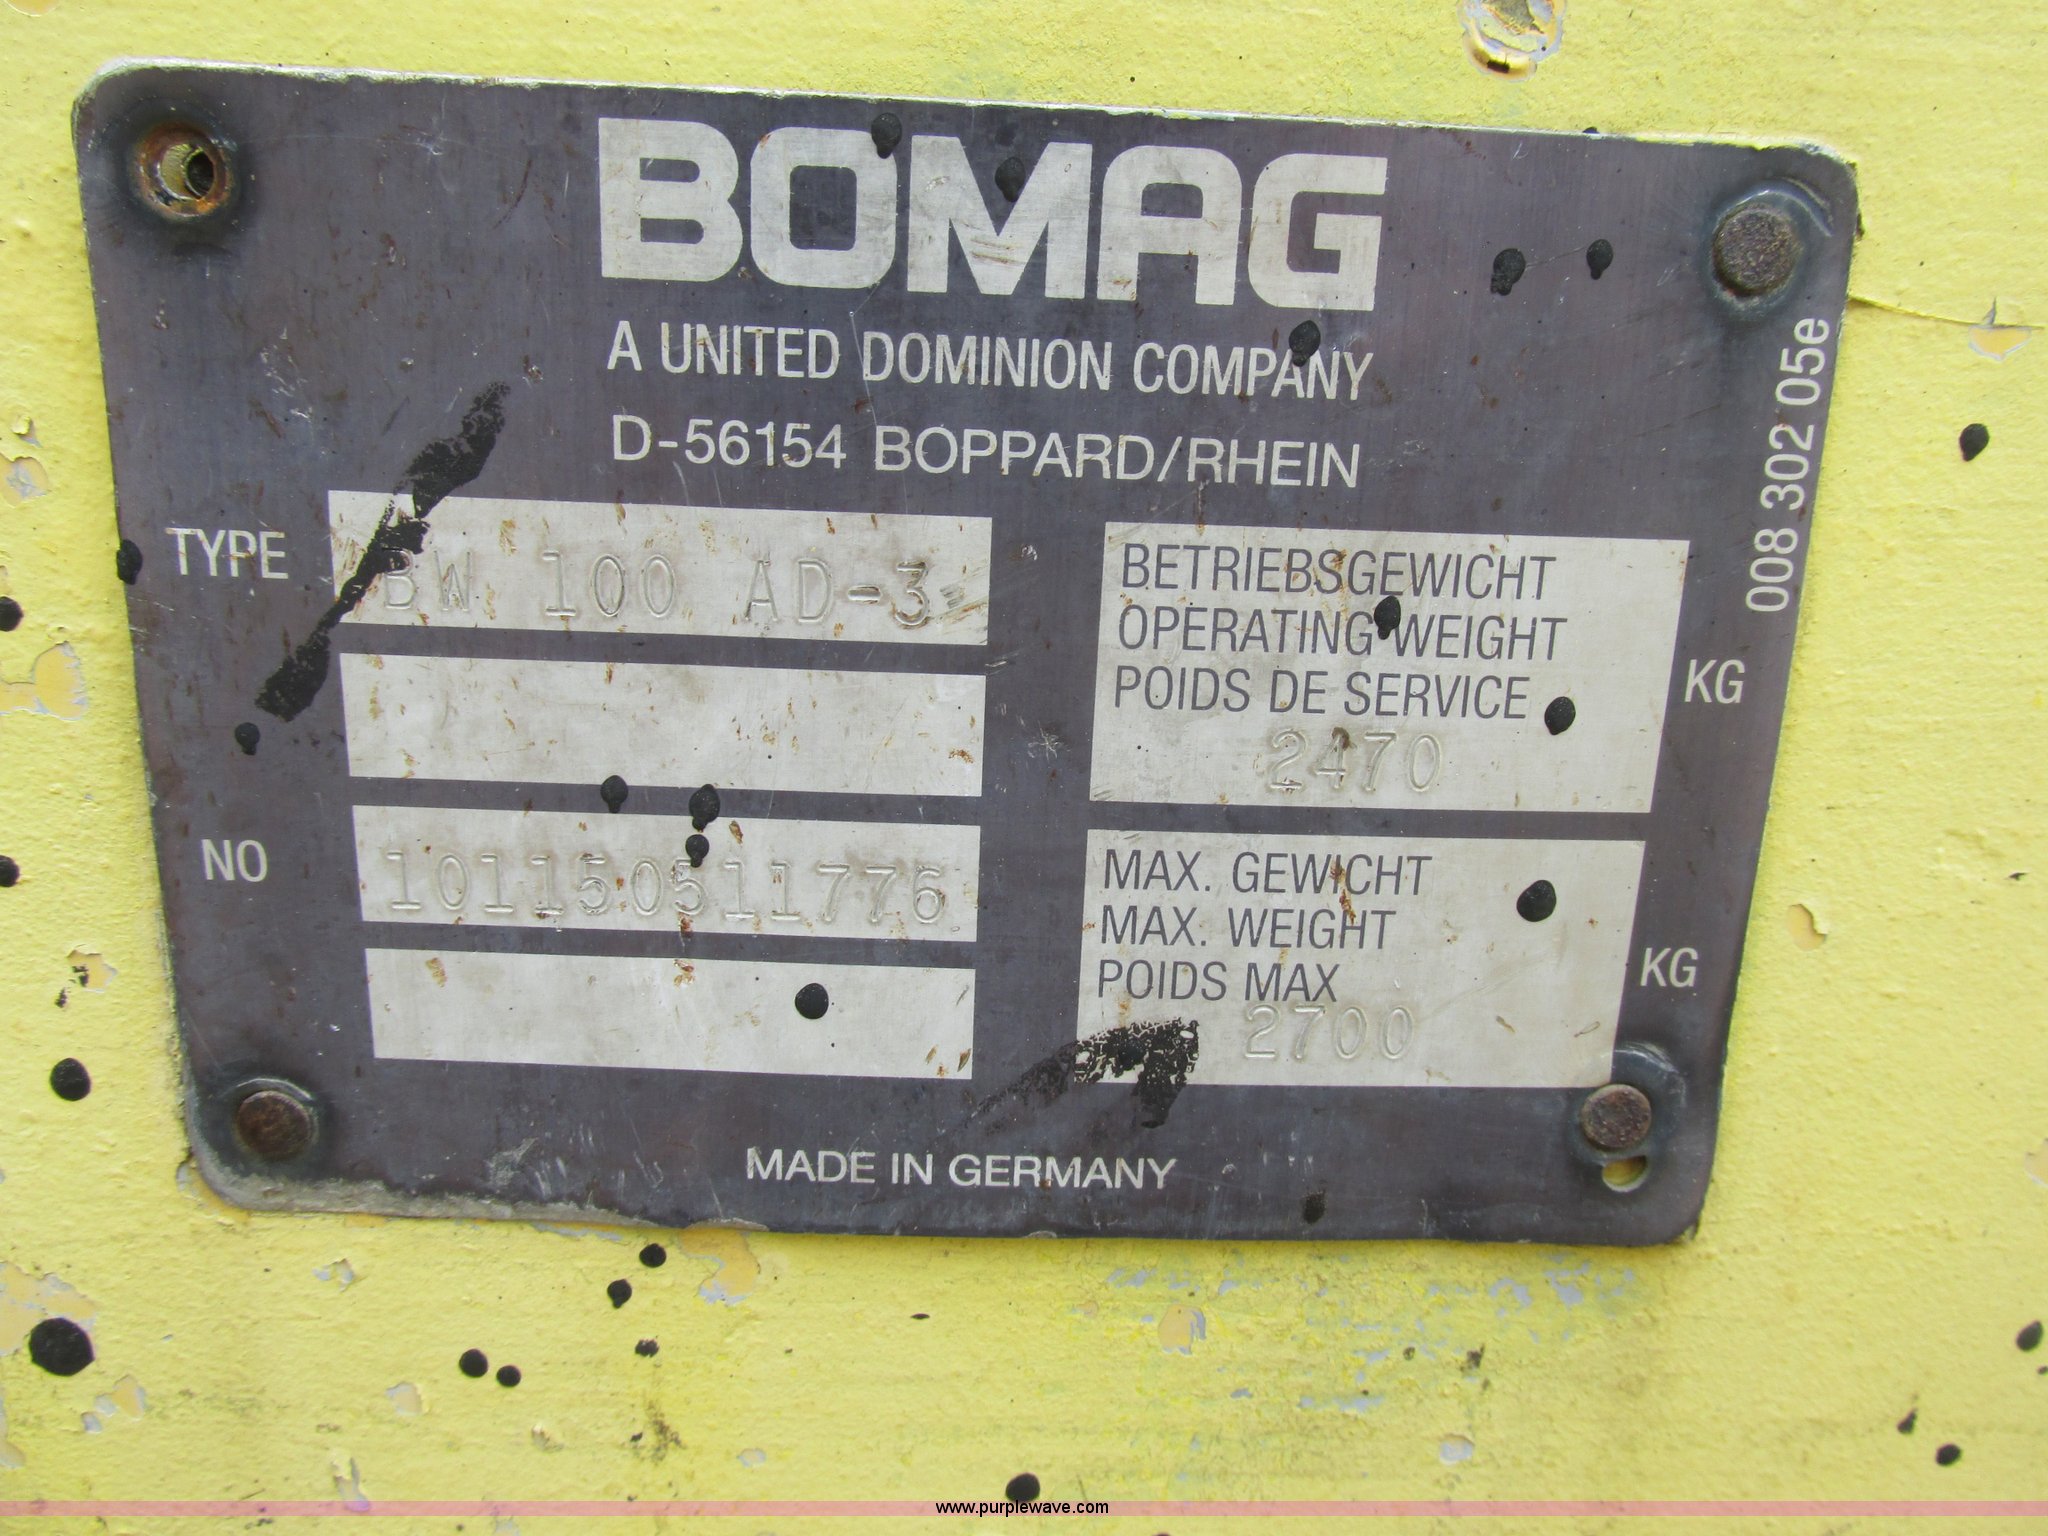 BOMAG
A UNITED DOMINION COMPANY
D-56154 BOPPARD/RHEIN
008 302 05e
TYPE BW 100 AD-3
NO 101150511776
BETRIEBSGEWICHT
OPERATING WEIGHT
POIDS DE SERVICE
2470 KG
MAX. GEWICHT
MAX. WEIGHT
POIDS MAX
2700 KG
MADE IN GERMANY
www.purplewave.com